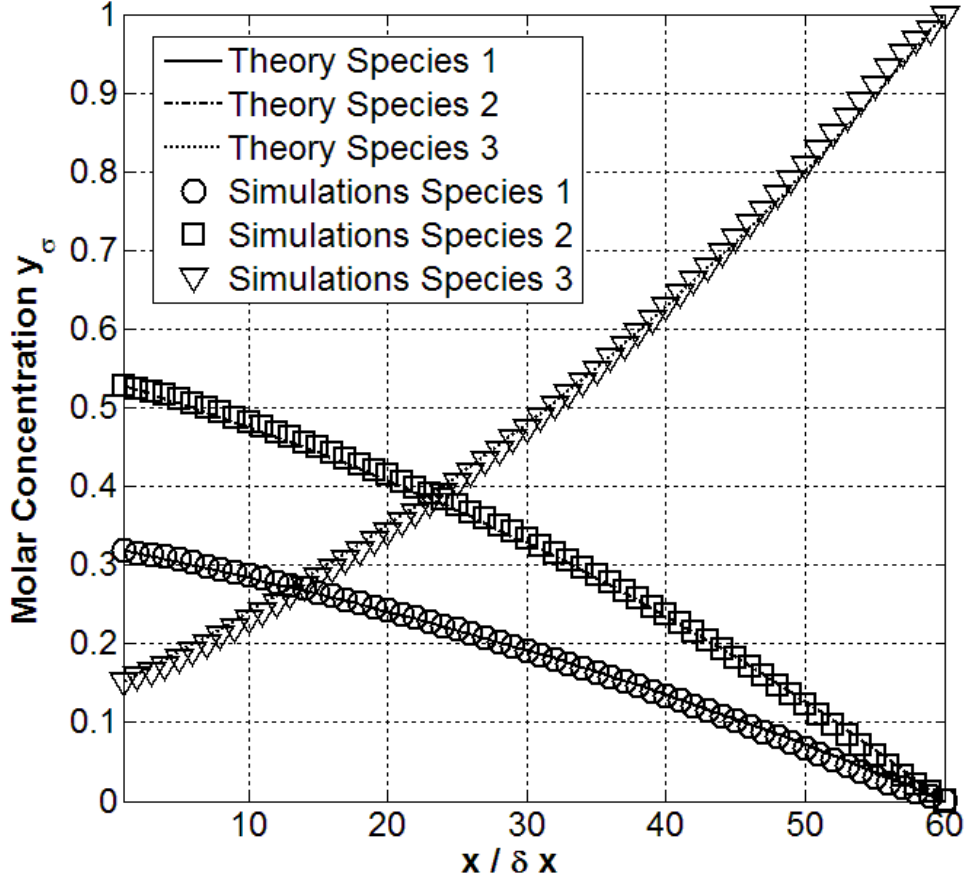 1
0.9
0.8
0.7
0.6
0.5
0.4
0.3
0.2
0.1
0
Molar Concentration y σ
Theory Species 1
Theory Species 2
Theory Species 3
Simulations Species 1
Simulations Species 2
Simulations Species 3
10 20 30 40 50 60
x / δ x